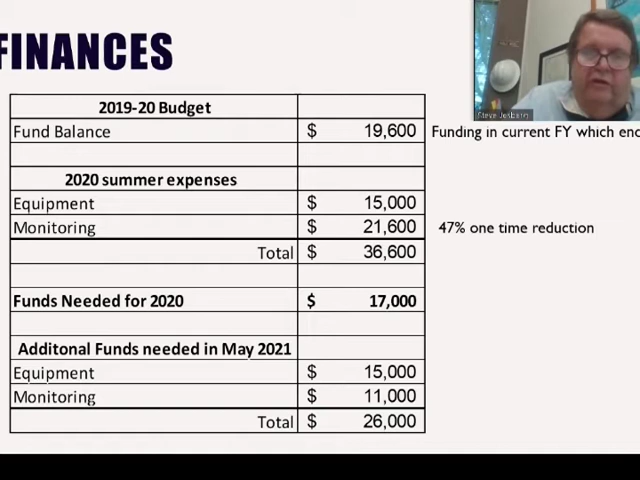 FINANCES
2019-20 Budget
Fund Balance $ 19,600 Funding in current FY which
2020 summer expenses
Equipment $ 15,000
Monitoring $ 21,600 47% one time reduction
Total $ 36,600
Funds Needed for 2020 $ 17,000
Additonal Funds needed in May 2021
Equipment $ 15,000
Monitoring $ 11,000
Total $ 26,000
Steve